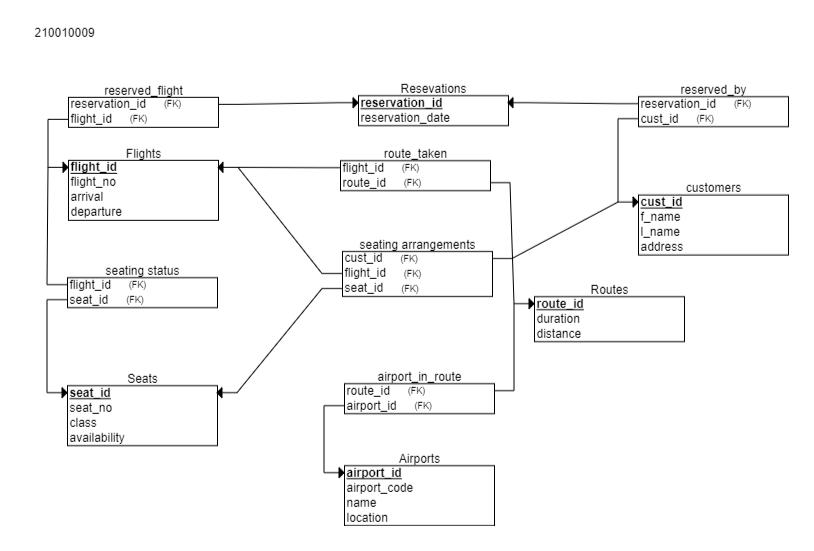 210010009
reserved_flight
reservation_id (FK)
flight_id (FK)
Resevations
reservation_id
reservation_date
reserved_by
reservation_id (FK)
cust_id (FK)
Flights
flight_id
flight_no
arrival
departure
route_taken
flight_id (FK)
route_id (FK)
customers
cust_id
f_name
l_name
address
seating status
flight_id (FK)
seat_id (FK)
seating arrangements
cust_id (FK)
flight_id (FK)
seat_id (FK)
Routes
route_id
duration
distance
Seats
seat_id
seat_no
class
availability
airport_in_route
route_id (FK)
airport_id (FK)
Airports
airport_id
airport_code
name
location